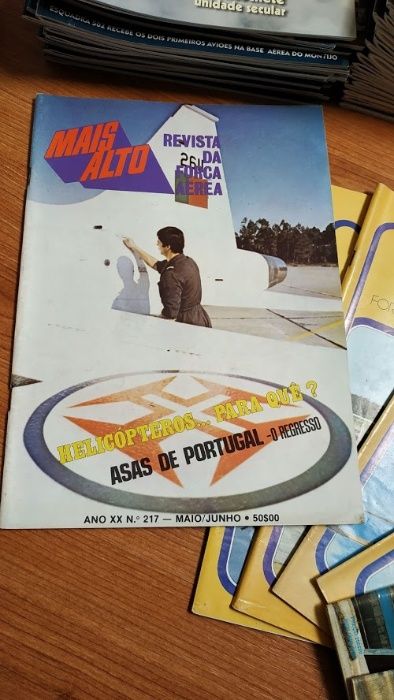 unidade secular
ESQUADRA 502 RECEBE OS DOIS PRIMEIROS AVIÕES NA BASE AÉREA DO MONTIJO
MAIS
ALTO
REVISTA
DA
FORÇA
AÉREA
HELICÓPTEROS... PARA QUÊ ?
ASAS DE PORTUGAL - O REGRESSO
ANO XX N.º 217 — MAIO/JUNHO • 50$00